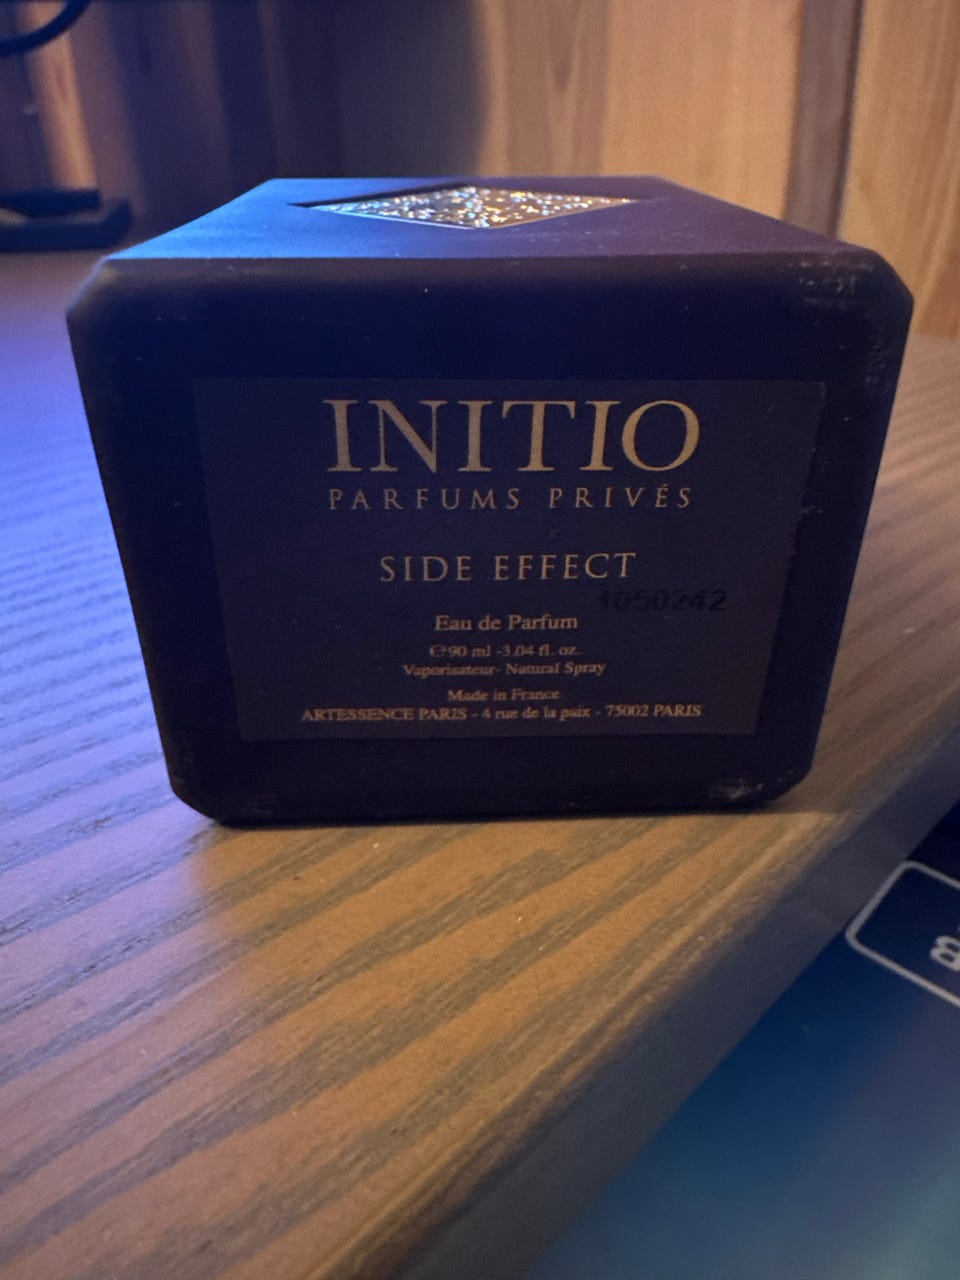 INITIO
PARFUMS PRIVÉS
SIDE EFFECT
1050242
Eau de Parfum
℮90 ml -3.04 fl. oz.
Vaporisateur- Natural Spray
Made in France
ARTESSENCE PARIS - 4 rue de la paix - 75002 PARIS
8